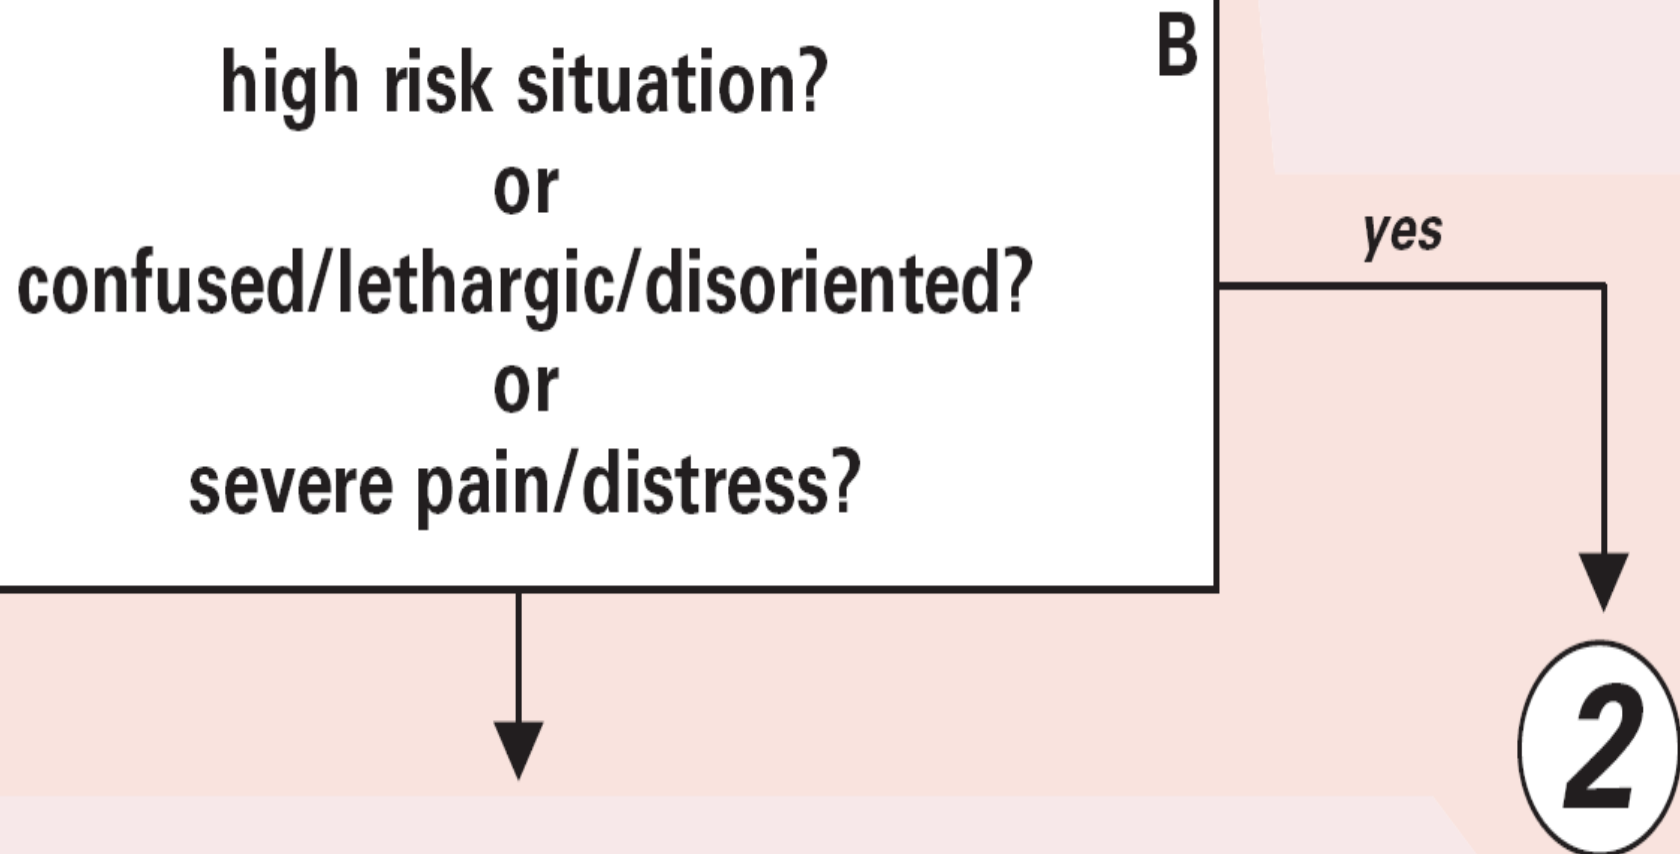 B
high risk situation?
or
confused/lethargic/disoriented?
or
severe pain/distress?
yes
2